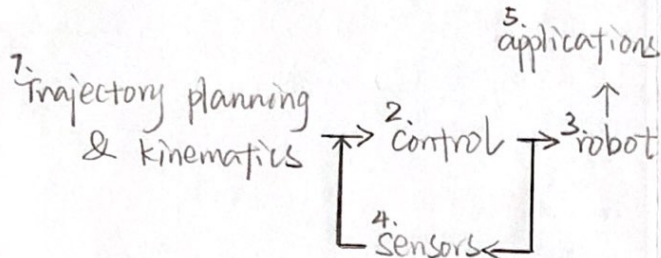 5.
applications
1.
Trajectory planning
& kinematics
2.
control
3.
robot
4.
sensors